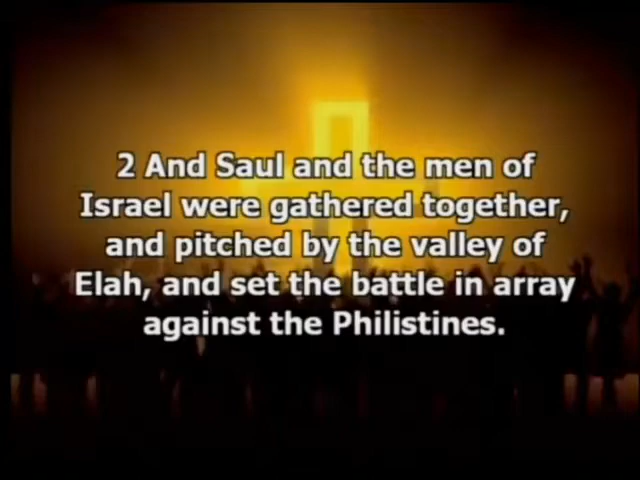 2 And Saul and the men of
Israel were gathered together,
and pitched by the valley of
Elah, and set the battle in array
against the Philistines.